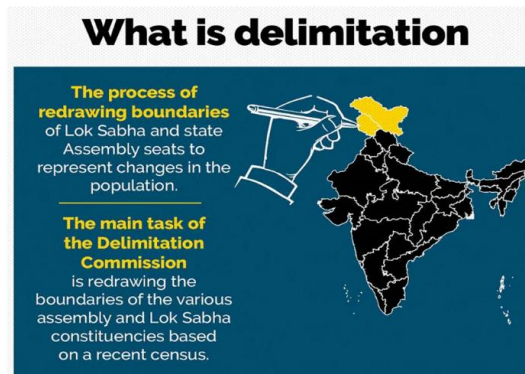 What is delimitation
The process of
redrawing boundaries
of Lok Sabha and state
Assembly seats to
represent changes in the
population.
The main task of
the Delimitation
Commission
is redrawing the
boundaries of the various
assembly and Lok Sabha
constituencies based
on a recent census.